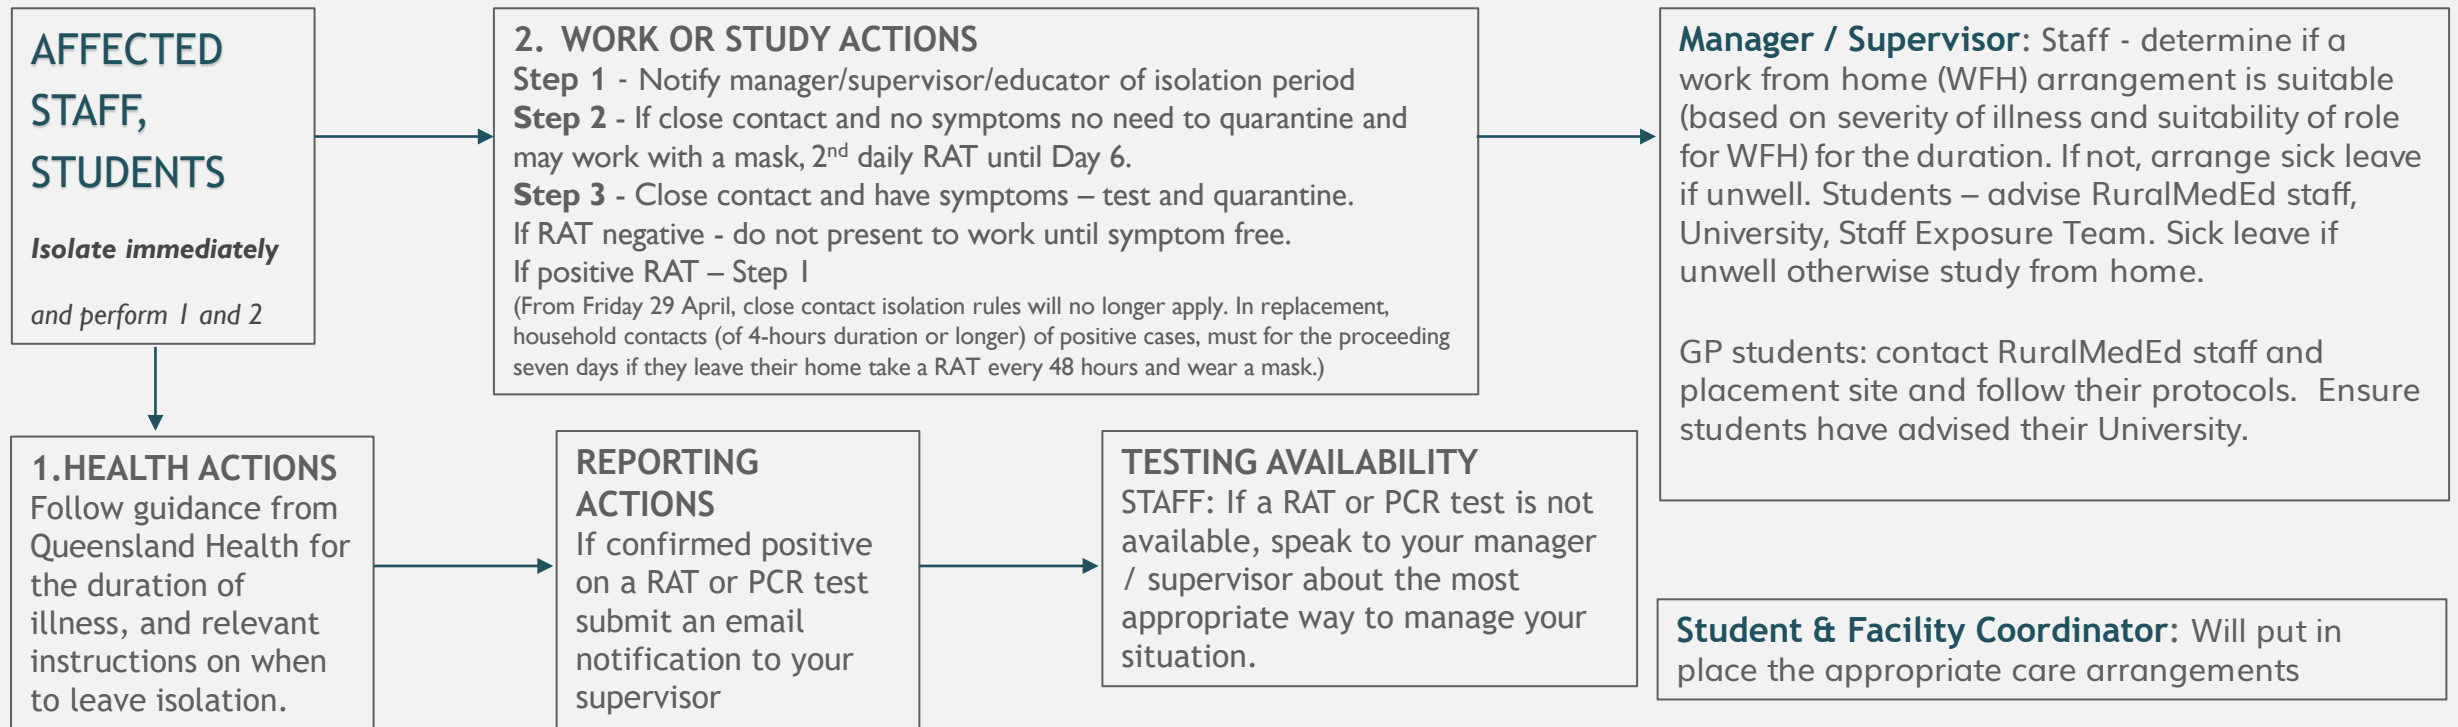 AFFECTED
STAFF,
STUDENTS
Isolate immediately
and perform 1 and 2
2. WORK OR STUDY ACTIONS
Step 1 - Notify manager/supervisor/educator of isolation period
Step 2 - If close contact and no symptoms no need to quarantine and
may work with a mask, 2nd daily RAT until Day 6.
Step 3 - Close contact and have symptoms – test and quarantine.
If RAT negative - do not present to work until symptom free.
If positive RAT – Step 1
(From Friday 29 April, close contact isolation rules will no longer apply. In replacement,
household contacts (of 4-hours duration or longer) of positive cases, must for the proceeding
seven days if they leave their home take a RAT every 48 hours and wear a mask.)
Manager / Supervisor: Staff - determine if a
work from home (WFH) arrangement is suitable
(based on severity of illness and suitability of role
for WFH) for the duration. If not, arrange sick leave
if unwell. Students – advise RuralMedEd staff,
University, Staff Exposure Team. Sick leave if
unwell otherwise study from home.
GP students: contact RuralMedEd staff and
placement site and follow their protocols. Ensure
students have advised their University.
1.HEALTH ACTIONS
Follow guidance from
Queensland Health for
the duration of
illness, and relevant
instructions on when
to leave isolation.
REPORTING
ACTIONS
If confirmed positive
on a RAT or PCR test
submit an email
notification to your
supervisor
TESTING AVAILABILITY
STAFF: If a RAT or PCR test is not
available, speak to your manager
/ supervisor about the most
appropriate way to manage your
situation.
Student & Facility Coordinator: Will put in
place the appropriate care arrangements